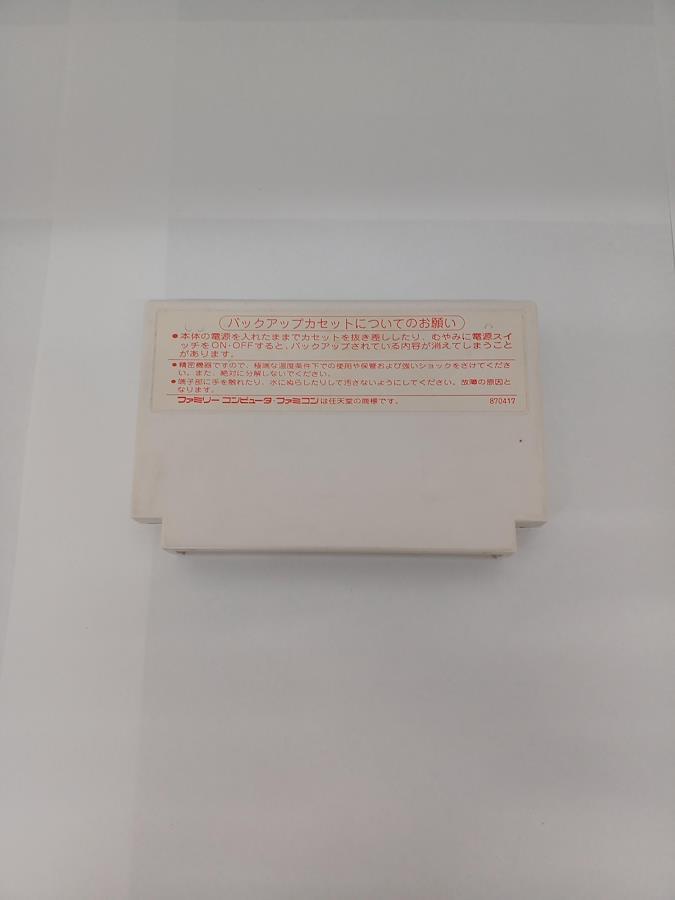 バックアップカセットについてのお願い
●本体の電源を入れたままでカセットを抜き差ししたり、むやみに電源スイ
ッチをON・OFFすると、バックアップされている内容が消えてしまうこと
があります。
●精密機器ですので、極端な温度条件下での使用や保管および強いショックをさけてくださ
い。また、絶対に分解しないでください。
●端子部に手を触れたり、水にぬらしたりして汚さないようにしてください。故障の原因と
なります。
ファミリーコンピュータ・ファミコンは任天堂の商標です。 870417